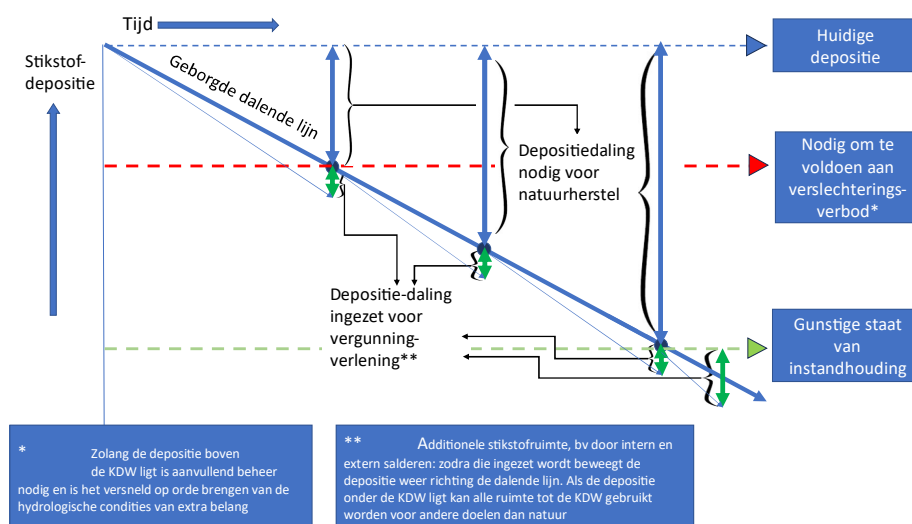 Tijd
Stikstof-
depositie
Geborgde dalende lijn
Huidige
depositie
Depositiedaling
nodig voor
natuurherstel
Nodig om te
voldoen aan
verslechterings-
verbod*
Depositie-daling
ingezet voor
vergunning-
verlening**
Gunstige staat
van
instandhouding
* Zolang de depositie boven
de KDW ligt is aanvullend beheer
nodig en is het versneld op orde brengen van de
hydrologische condities van extra belang
** Additionele stikstofruimte, bv door intern en
extern salderen: zodra die ingezet wordt beweegt de
depositie weer richting de dalende lijn. Als de depositie
onder de KDW ligt kan alle ruimte tot de KDW gebruikt
worden voor andere doelen dan natuur